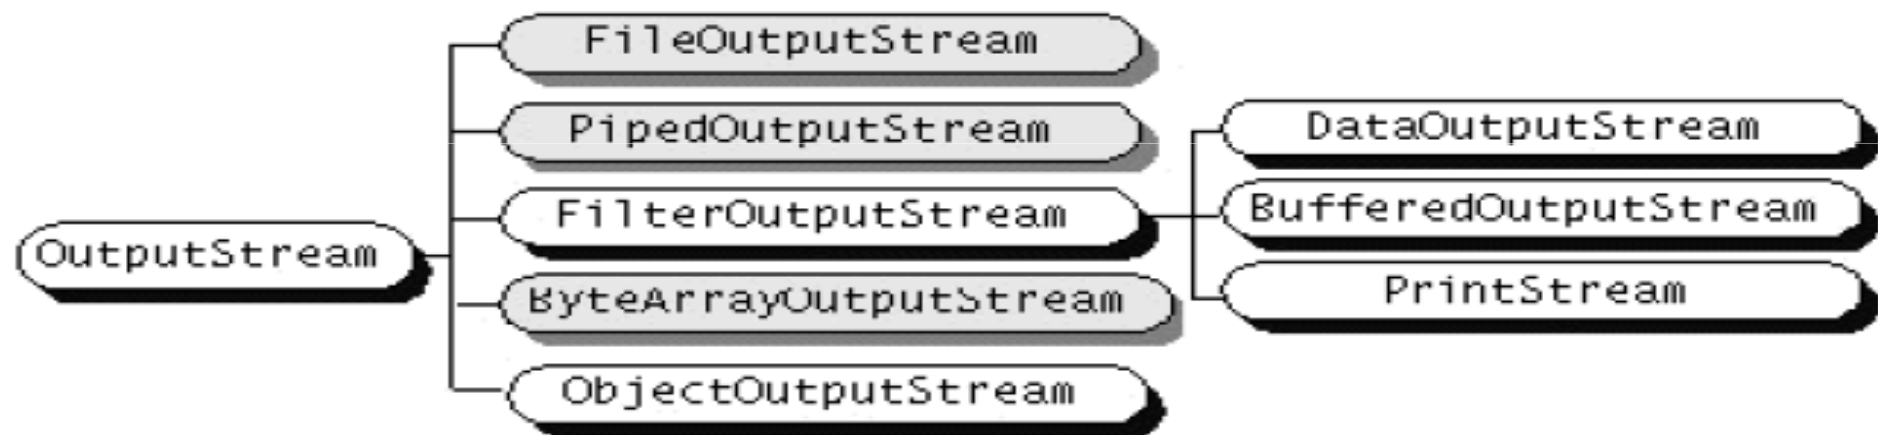 FileOutputStream
PipedOutputStream
DataOutputStream
FilterOutputStream
BufferedOutputStream
OutputStream
ByteArrayOutputStream
PrintStream
ObjectOutputStream